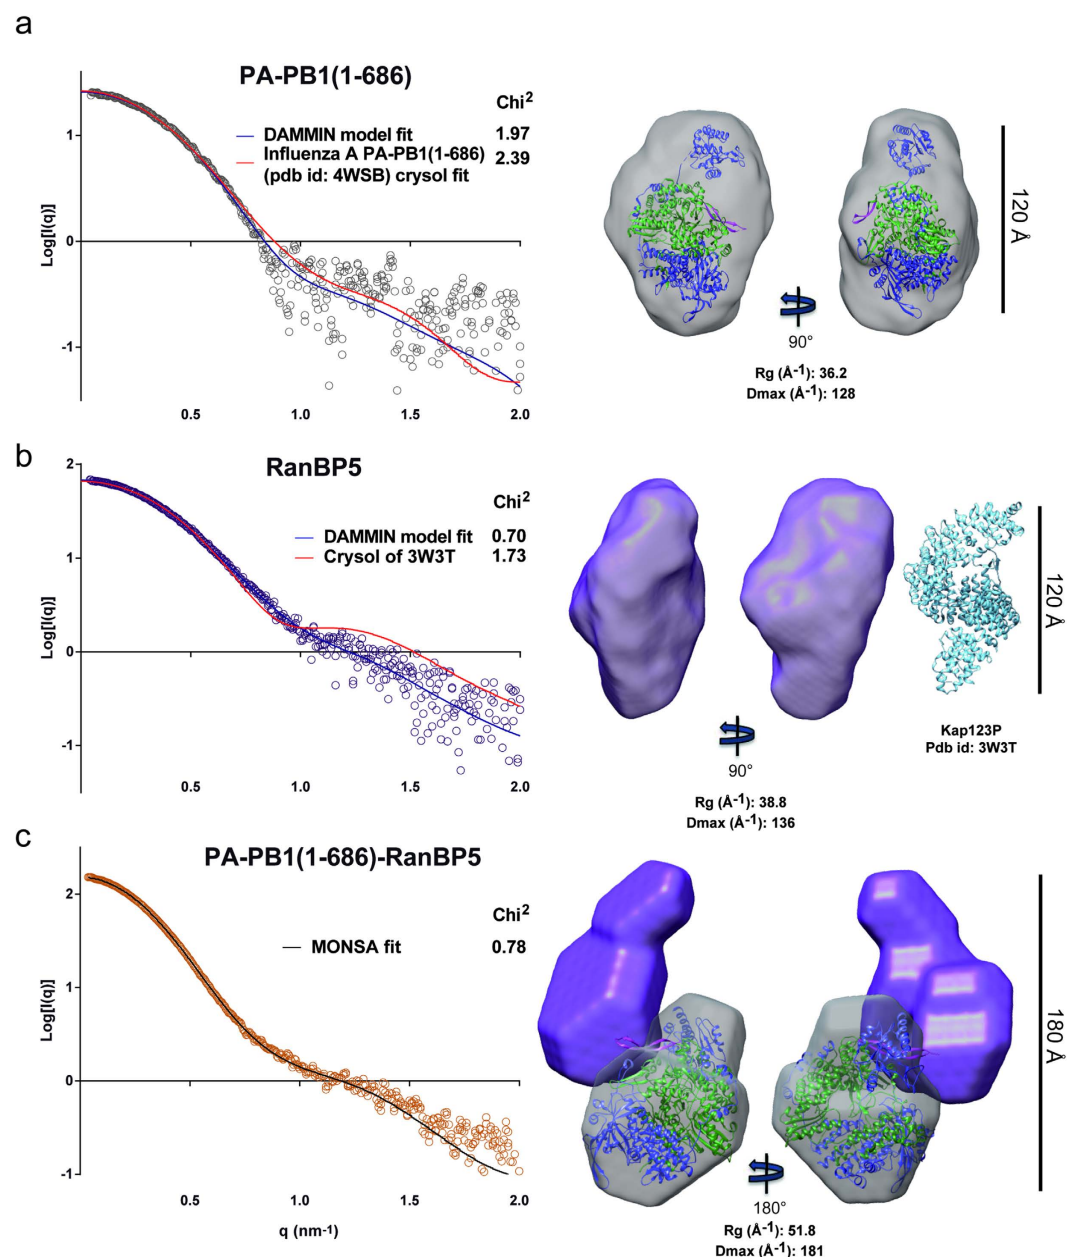 a
PA-PB1(1-686)
Chi2
DAMMIN model fit 1.97
Influenza A PA-PB1(1-686) 2.39
(pdb id: 4WSB) crysol fit
Log[I(q)]
1
0
-1
0.5 1.0 1.5 2.0
120 Å
90°
Rg (Å-1): 36.2
Dmax (Å-1): 128
b
RanBP5
Chi2
DAMMIN model fit 0.70
Crysol of 3W3T 1.73
Log[I(q)]
2
1
0
-1
0.5 1.0 1.5 2.0
120 Å
Kap123P
Pdb id: 3W3T
90°
Rg (Å-1): 38.8
Dmax (Å-1): 136
c
PA-PB1(1-686)-RanBP5
Chi2
MONSA fit 0.78
Log[I(q)]
2
1
0
-1
0.5 1.0 1.5 2.0
q (nm-1)
180 Å
180°
Rg (Å-1): 51.8
Dmax (Å-1): 181